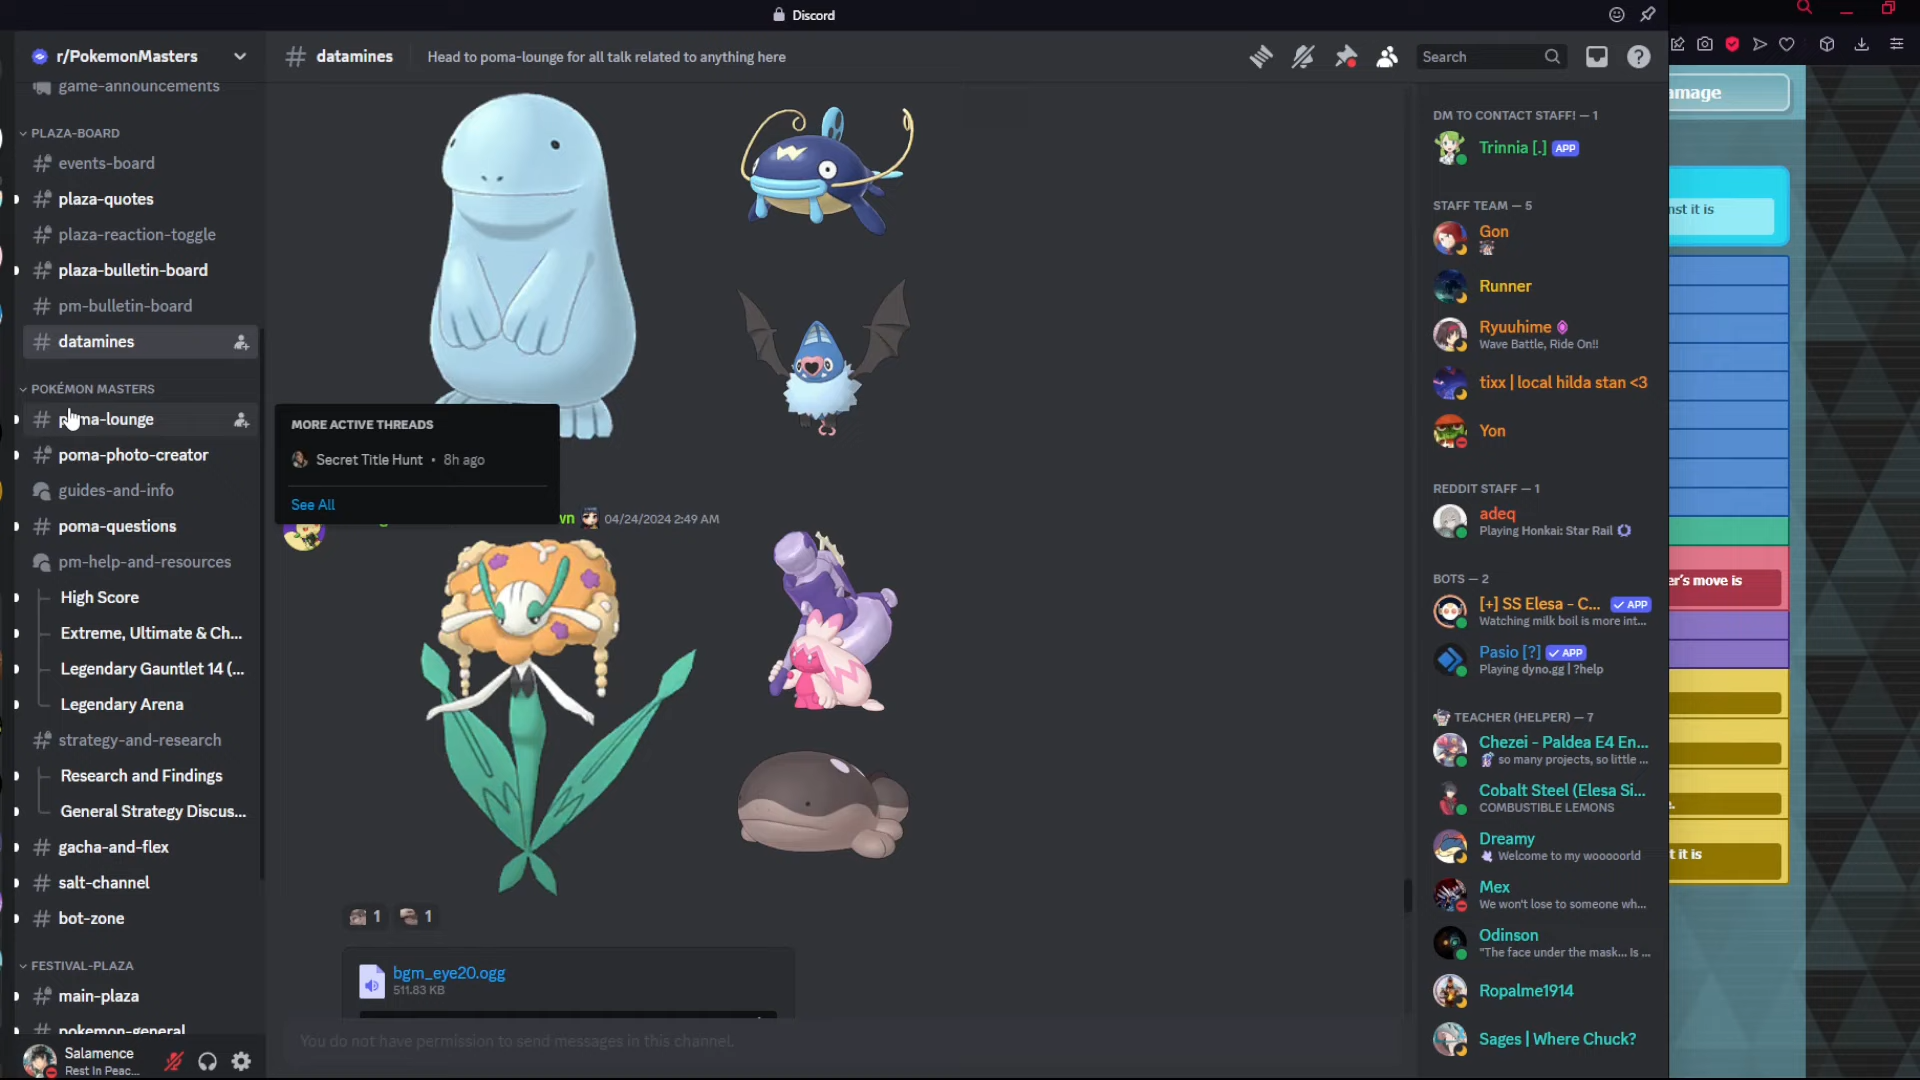 Discord
r/PokemonMasters
game-announcements
PLAZA-BOARD
events-board
plaza-quotes
plaza-reaction-toggle
plaza-bulletin-board
pm-bulletin-board
datamines
POKÉMON MASTERS
poma-photo-creator
guides-and-info
poma-questions
pm-help-and-resources
High Score
Extreme, Ultimate & Ch...
Legendary Gauntlet 14 (...
Legendary Arena
strategy-and-research
Research and Findings
General Strategy Discus...
gacha-and-flex
salt-channel
bot-zone
FESTIVAL-PLAZA
main-plaza
pokemon-general
Salamence
Rest In Peac...
datamines
Head to poma-lounge for all talk related to anything here
Search
MORE ACTIVE THREADS
Secret Title Hunt • 8h ago
See All
wn 04/24/2024 2:49 AM
1 1
bgm_eye20.ogg
511.83 KB
You do not have permission to send messages in this channel.
DM TO CONTACT STAFF! — 1
Trinnia [.] APP
STAFF TEAM — 5
Gon
Runner
Ryuuhime
Wave Battle, Ride On!!
tixx | local hilda stan <3
Yon
REDDIT STAFF — 1
adeq
Playing Honkai: Star Rail
BOTS — 2
[+] SS Elesa - C... APP
Watching milk boil is more int...
Pasio [?] APP
Playing dyno.gg | ?help
TEACHER (HELPER) — 7
Chezei - Paldea E4 En...
so many projects, so little ...
Cobalt Steel (Elesa Si...
COMBUSTIBLE LEMONS
Dreamy
Welcome to my wooooorld
Mex
We won't lose to someone wh...
Odinson
"The face under the mask... Is ...
Ropalme1914
Sages | Where Chuck?
amage
nst it is
er's move is
t it is